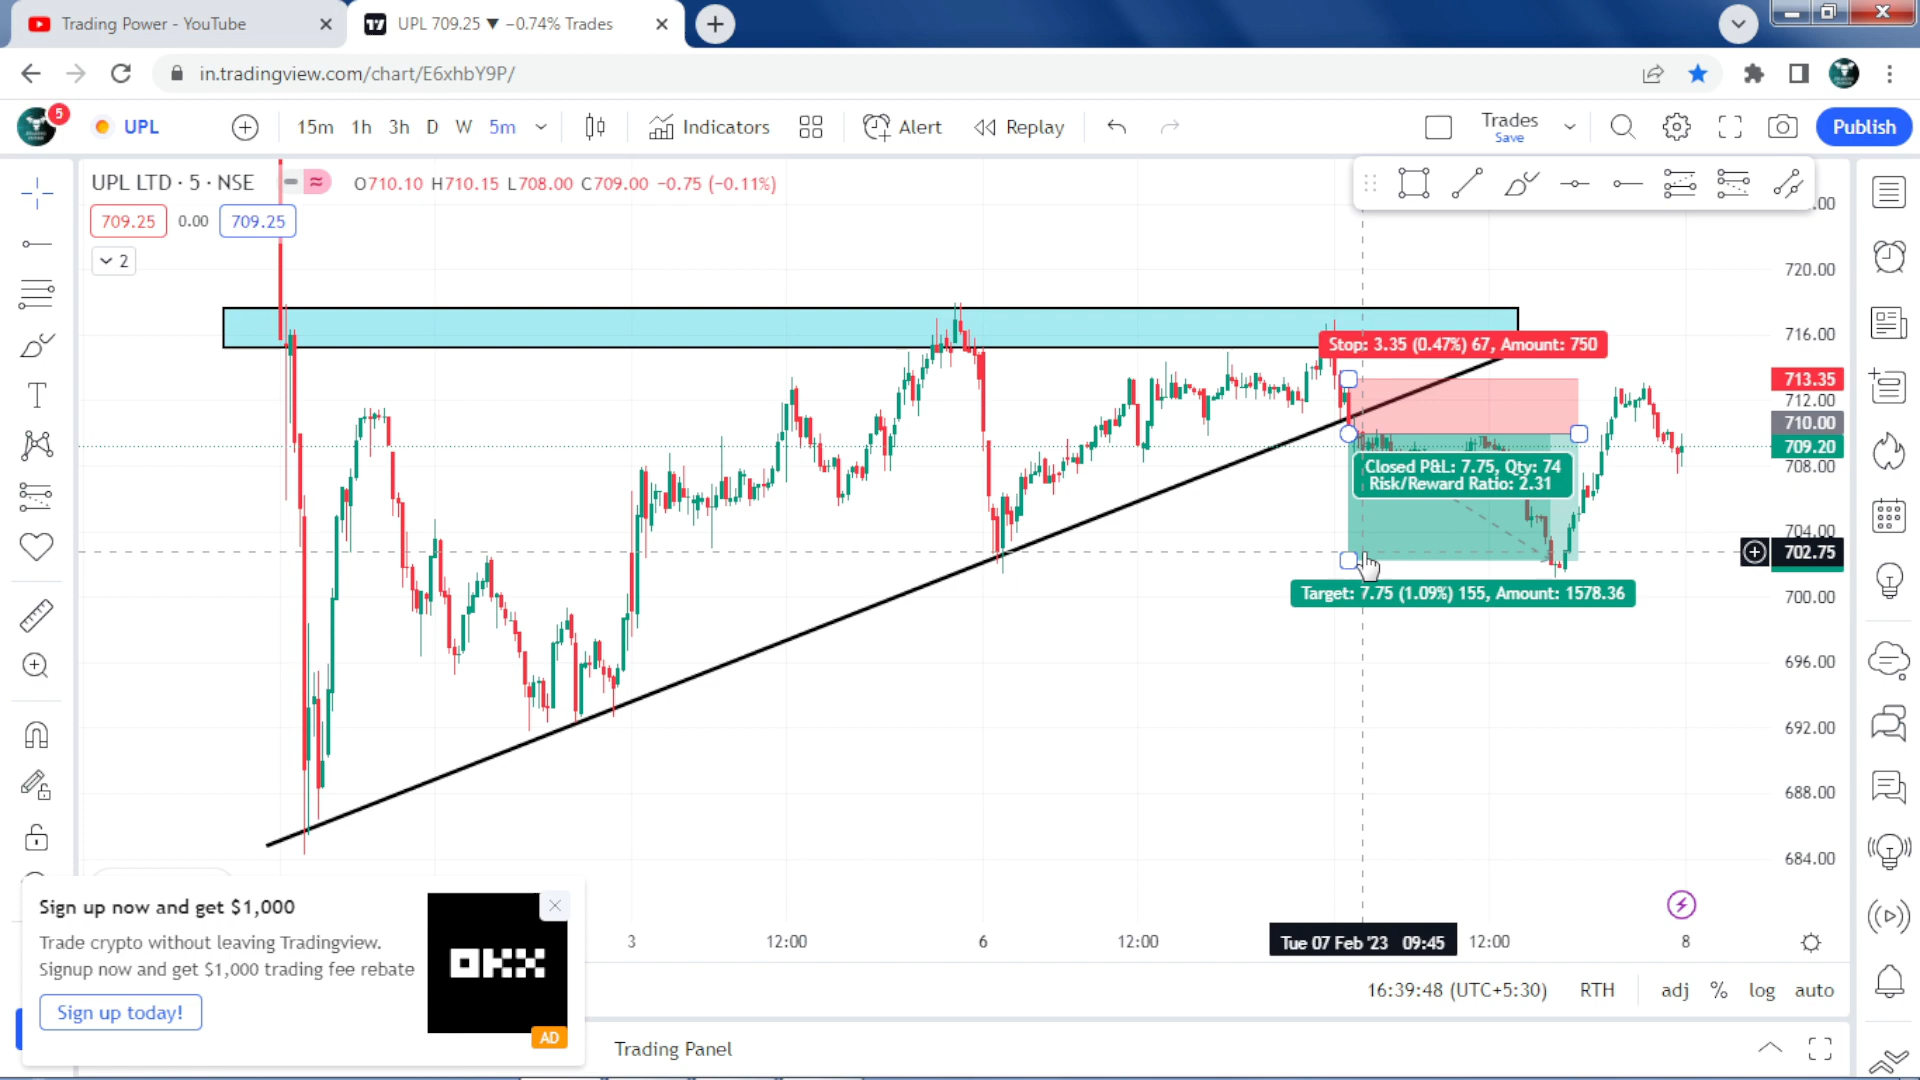 Trading Power - YouTube
UPL 709.25 ▼ −0.74% Trades
in.tradingview.com/chart/E6xhbY9P/
5
UPL
15m 1h 3h D W 5m
Indicators
Alert
Replay
Trades
Save
Publish
UPL LTD · 5 · NSE
O710.10 H710.15 L708.00 C709.00 −0.75 (−0.11%)
709.25 0.00 709.25
2
.00
720.00
716.00
713.35
712.00
710.00
709.20
708.00
704.00
702.75
700.00
696.00
692.00
688.00
684.00
Stop: 3.35 (0.47%) 67, Amount: 750
Closed P&L: 7.75, Qty: 74
Risk/Reward Ratio: 2.31
Target: 7.75 (1.09%) 155, Amount: 1578.36
3 12:00 6 12:00 Tue 07 Feb '23 09:45 12:00 8
16:39:48 (UTC+5:30) RTH adj % log auto
Sign up now and get $1,000
Trade crypto without leaving Tradingview.
Signup now and get $1,000 trading fee rebate
Sign up today!
OKX
AD
Trading Panel